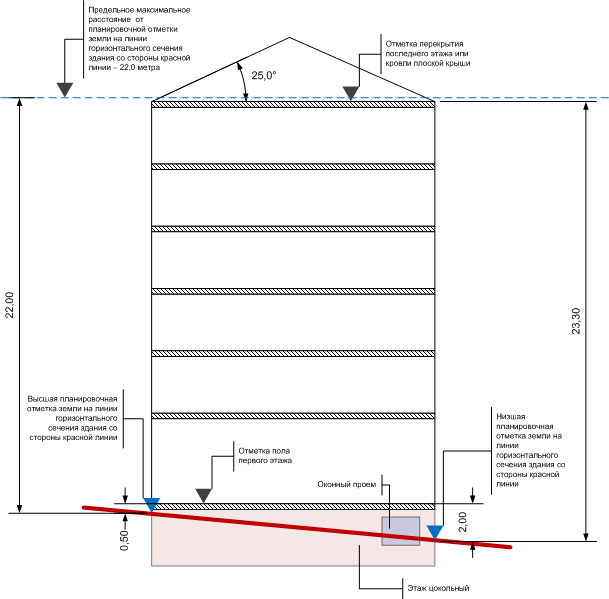 Предельное максимальное
расстояние от
планировочной отметки
земли на линии
горизонтального сечения
здания со стороны красной
линии – 22,0 метра
Отметка перекрытия
последнего этажа или
кровли плоской крыши
25,0°
22,00
23,30
Высшая планировочная
отметка земли на линии
горизонтального
сечения здания со
стороны красной линии
Низшая
планировочная
отметка земли на
линии
горизонтального
сечения здания со
стороны красной
линии
Отметка пола
первого этажа
Оконный проем
0,50
2,00
Этаж цокольный